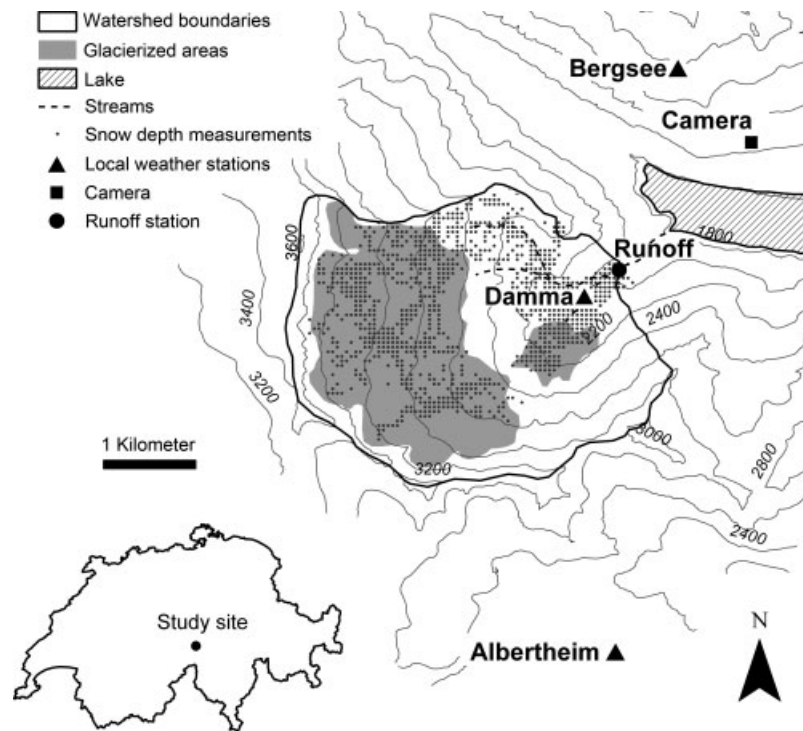 Watershed boundaries
Glacierized areas
Lake
Streams
Snow depth measurements
Local weather stations
Camera
Runoff station
Bergsee
Camera
1800
Runoff
3600
Damma
2200
2400
3400
3200
1 Kilometer
3200
3000
2800
2400
Study site
Albertheim
N